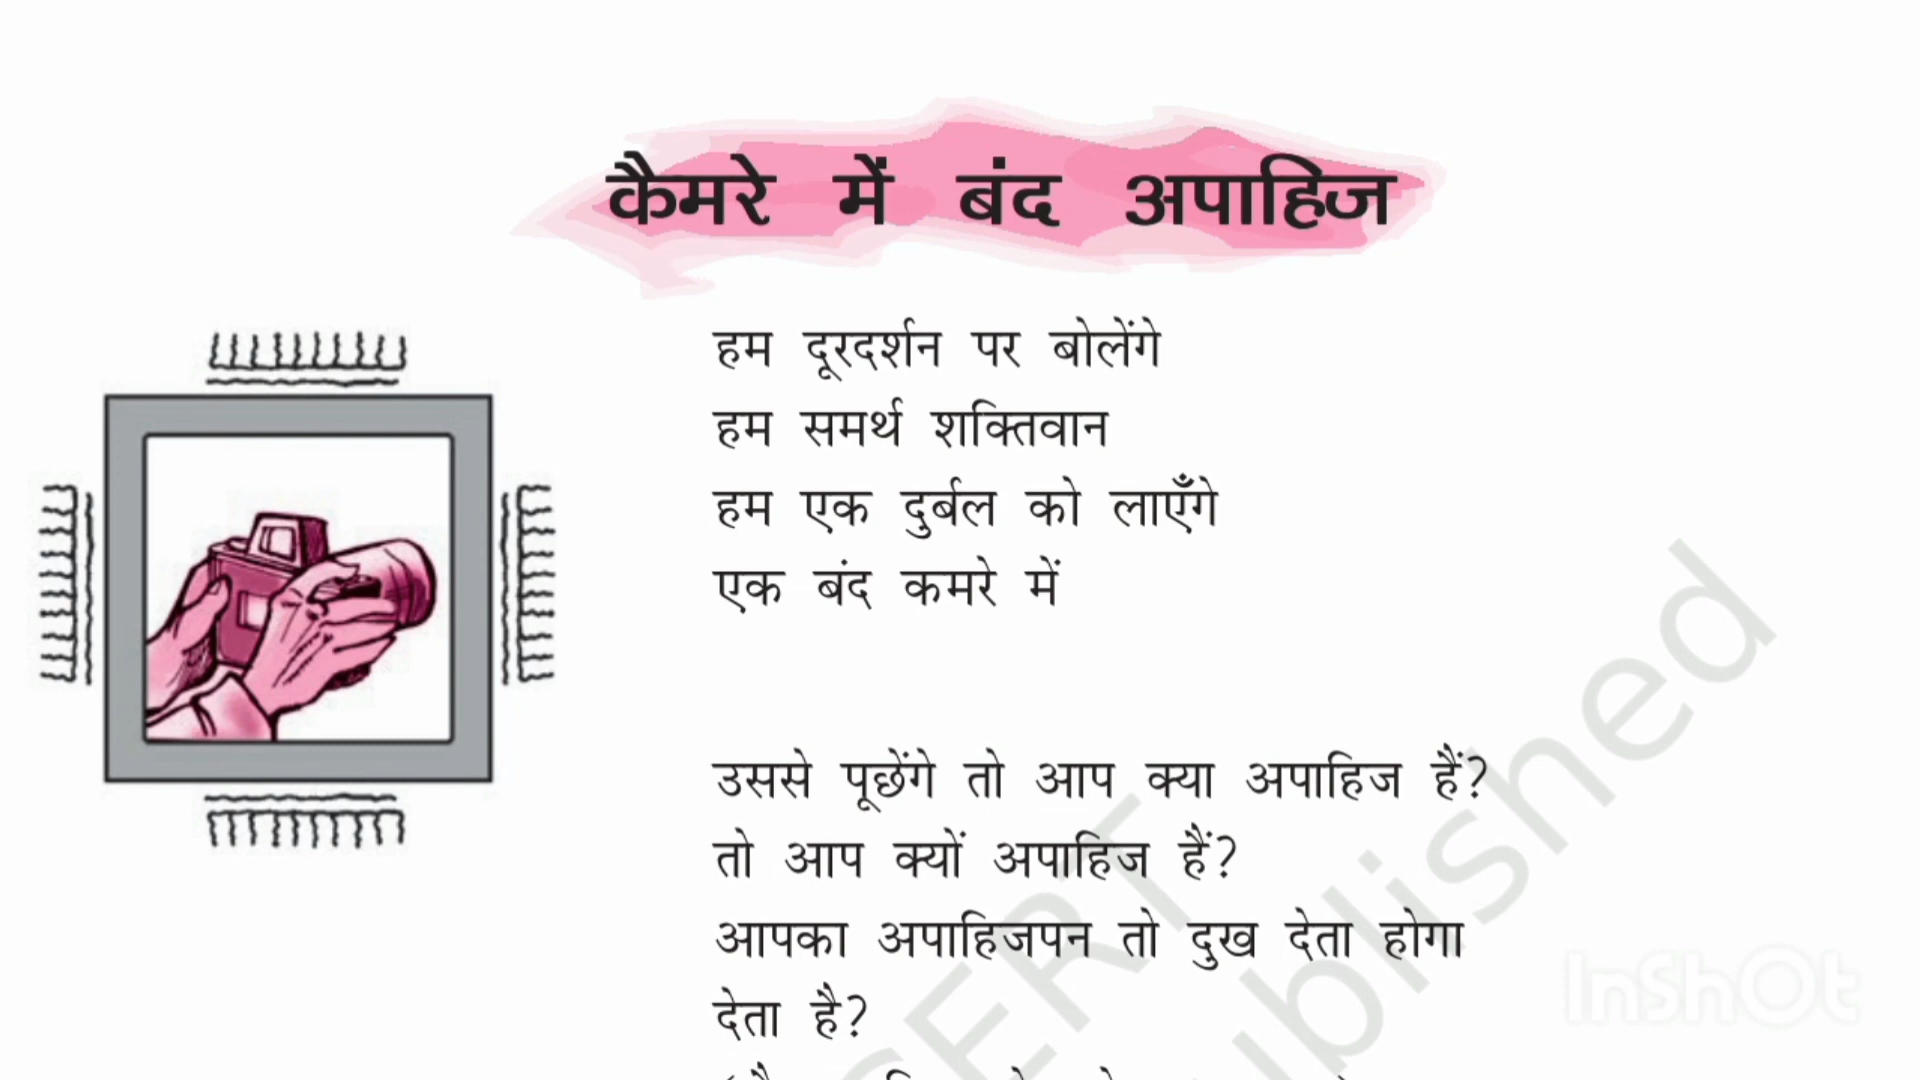 कैमरे में बंद अपाहिज
हम दूरदर्शन पर बोलेंगे
हम समर्थ शक्तिवान
हम एक दुर्बल को लाएँगे
एक बंद कमरे में
उससे पूछेंगे तो आप क्या अपाहिज हैं?
तो आप क्यों अपाहिज हैं?
आपका अपाहिजपन तो दुख देता होगा
देता है?
InShOt